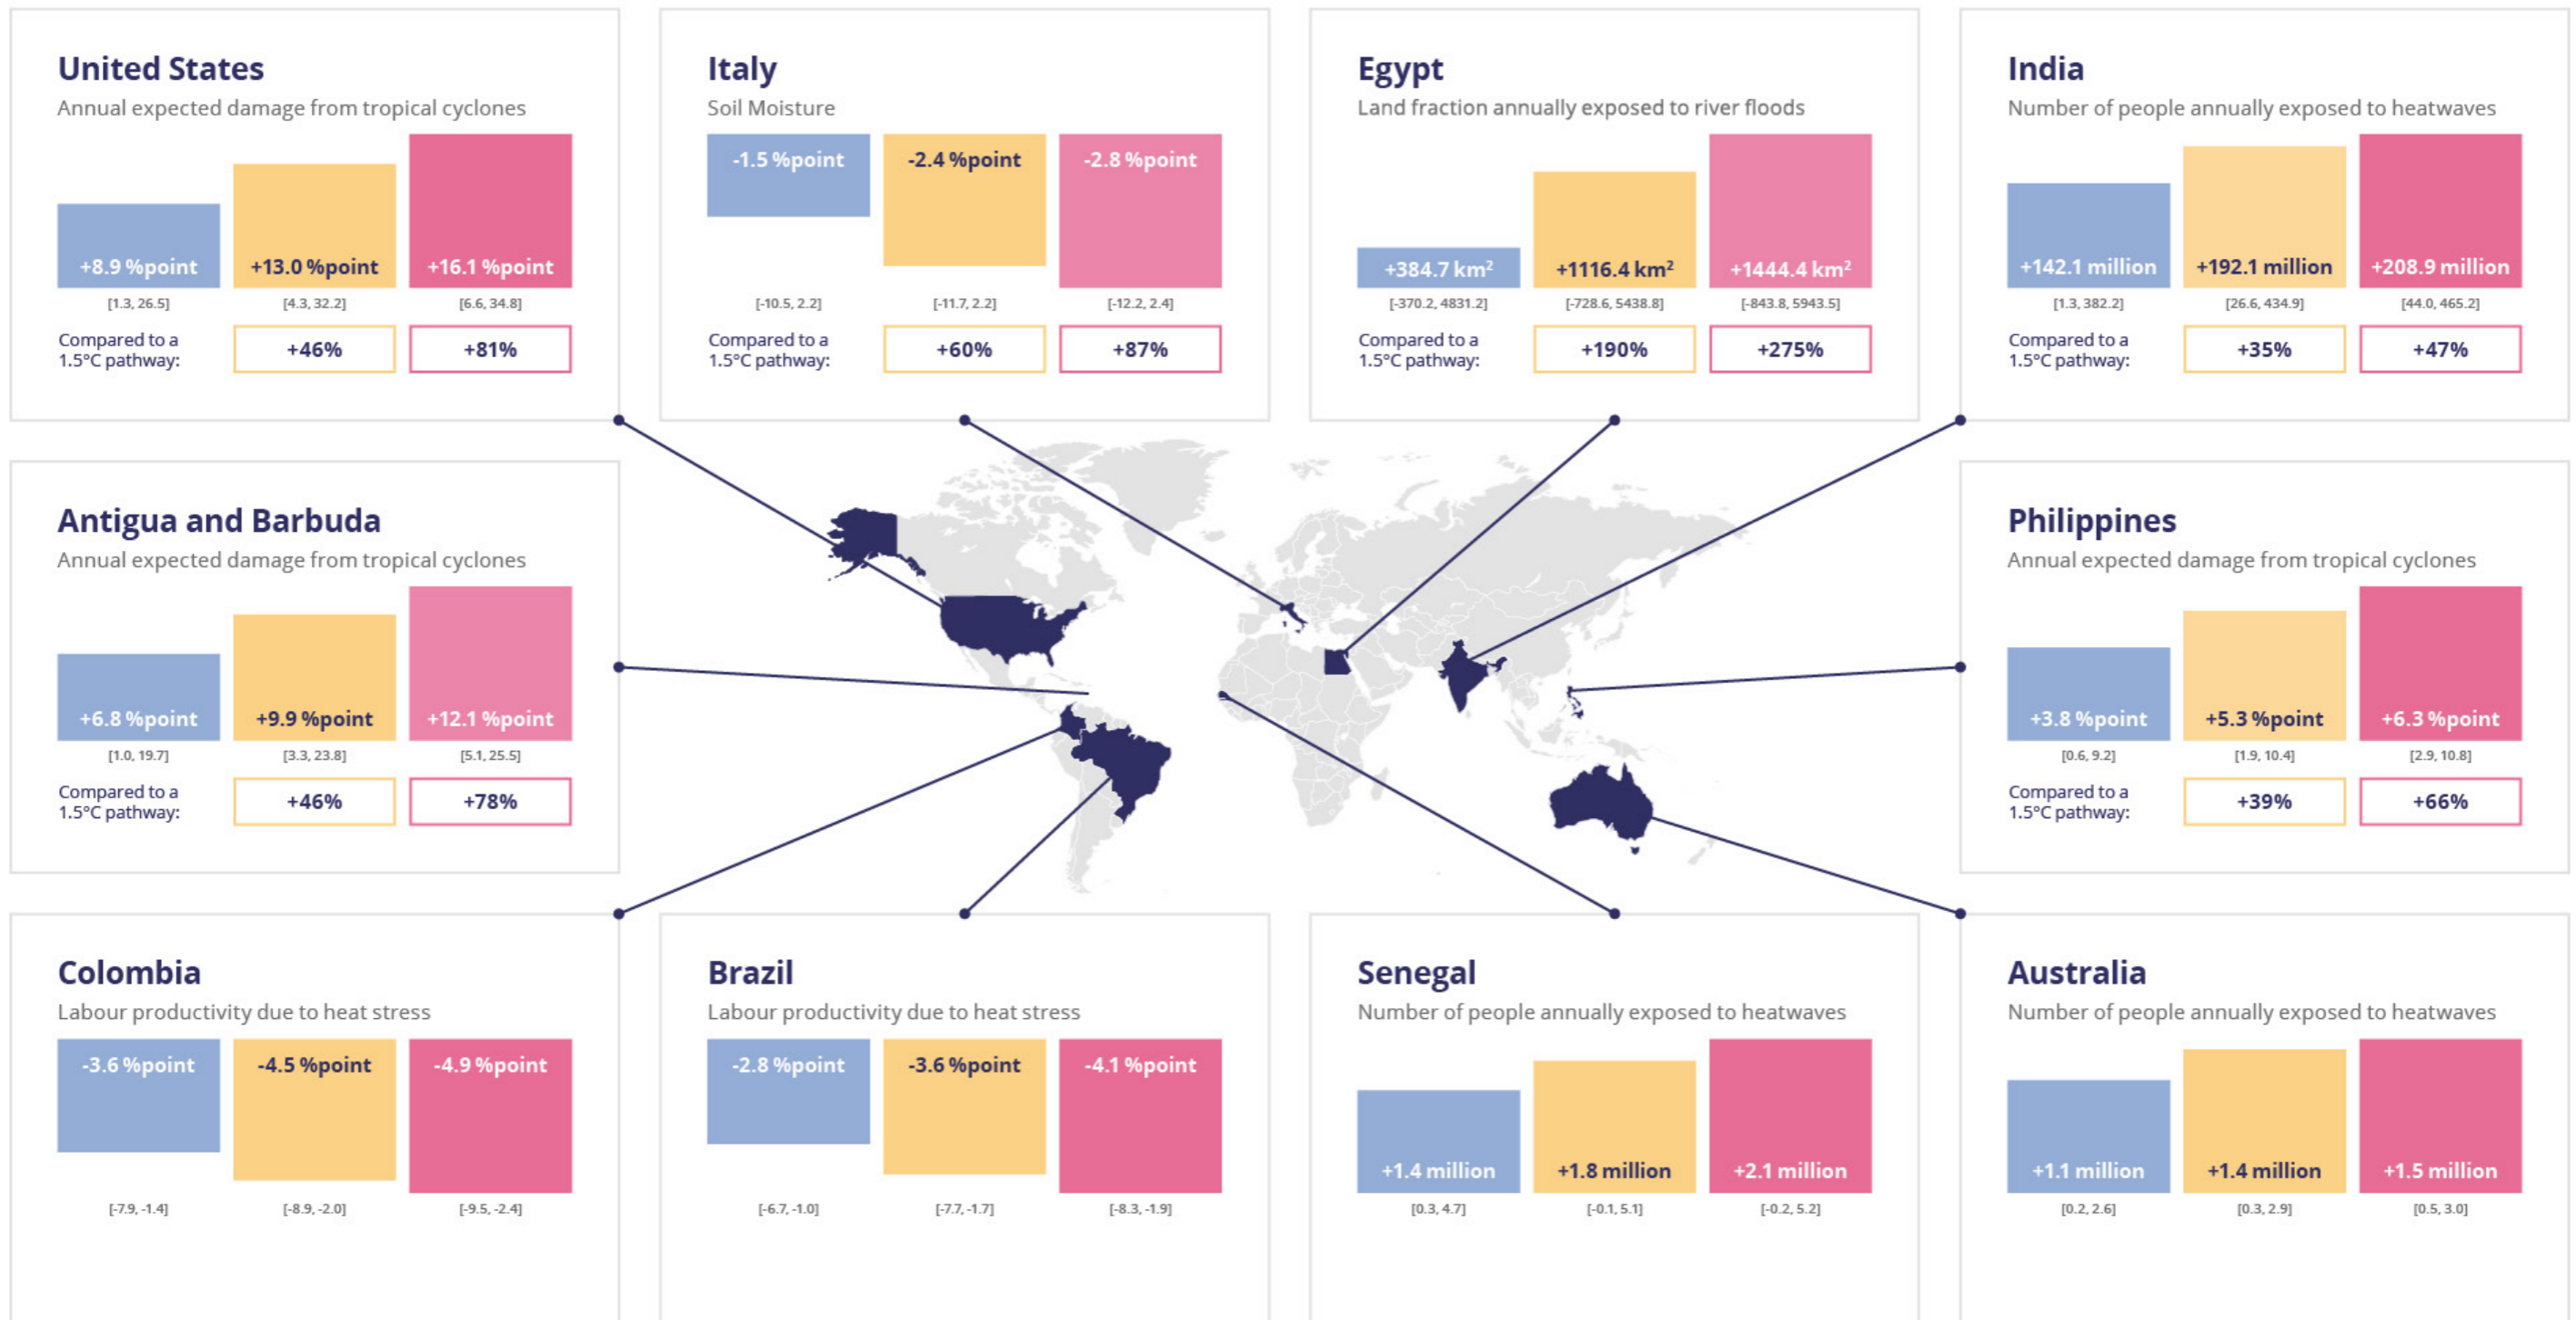 United States
Annual expected damage from tropical cyclones
+8.9 %point
+13.0 %point
+16.1 %point
[1.3, 26.5]
[4.3, 32.2]
[6.6, 34.8]
Compared to a
1.5°C pathway:
+46%
+81%
Italy
Soil Moisture
-1.5 %point
-2.4 %point
-2.8 %point
[-10.5, 2.2]
[-11.7, 2.2]
[-12.2, 2.4]
Compared to a
1.5°C pathway:
+60%
+87%
Egypt
Land fraction annually exposed to river floods
+384.7 km²
+1116.4 km²
+1444.4 km²
[-370.2, 4831.2]
[-728.6, 5438.8]
[-843.8, 5943.5]
Compared to a
1.5°C pathway:
+190%
+275%
India
Number of people annually exposed to heatwaves
+142.1 million
+192.1 million
+208.9 million
[1.3, 382.2]
[26.6, 434.9]
[44.0, 465.2]
Compared to a
1.5°C pathway:
+35%
+47%
Antigua and Barbuda
Annual expected damage from tropical cyclones
+6.8 %point
+9.9 %point
+12.1 %point
[1.0, 19.7]
[3.3, 23.8]
[5.1, 25.5]
Compared to a
1.5°C pathway:
+46%
+78%
Philippines
Annual expected damage from tropical cyclones
+3.8 %point
+5.3 %point
+6.3 %point
[0.6, 9.2]
[1.9, 10.4]
[2.9, 10.8]
Compared to a
1.5°C pathway:
+39%
+66%
Colombia
Labour productivity due to heat stress
-3.6 %point
-4.5 %point
-4.9 %point
[-7.9, -1.4]
[-8.9, -2.0]
[-9.5, -2.4]
Brazil
Labour productivity due to heat stress
-2.8 %point
-3.6 %point
-4.1 %point
[-6.7, -1.0]
[-7.7, -1.7]
[-8.3, -1.9]
Senegal
Number of people annually exposed to heatwaves
+1.4 million
+1.8 million
+2.1 million
[0.3, 4.7]
[-0.1, 5.1]
[-0.2, 5.2]
Australia
Number of people annually exposed to heatwaves
+1.1 million
+1.4 million
+1.5 million
[0.2, 2.6]
[0.3, 2.9]
[0.5, 3.0]